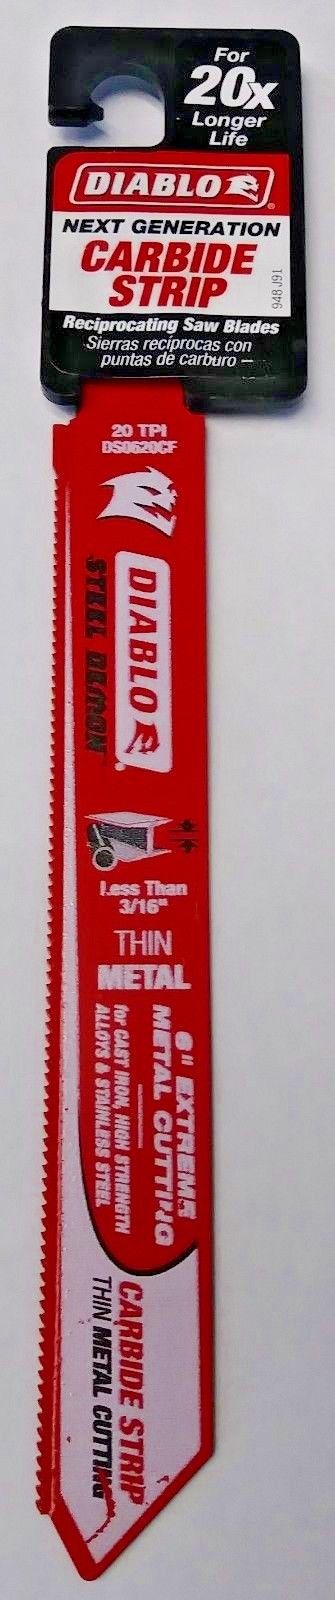 For
20x
Longer
Life
DIABLO
NEXT GENERATION
CARBIDE
STRIP
948J91
Reciprocating Saw Blades
Sierras recíprocas con
puntas de carburo
20 TPI
DS0620CF
DIABLO
STEEL DEMON
Less Than
3/16"
THIN
METAL
6" EXTREME
METAL CUTTING
for CAST IRON, HIGH STRENGTH
ALLOYS & STAINLESS STEEL
CARBIDE STRIP
THIN METAL CUTTING